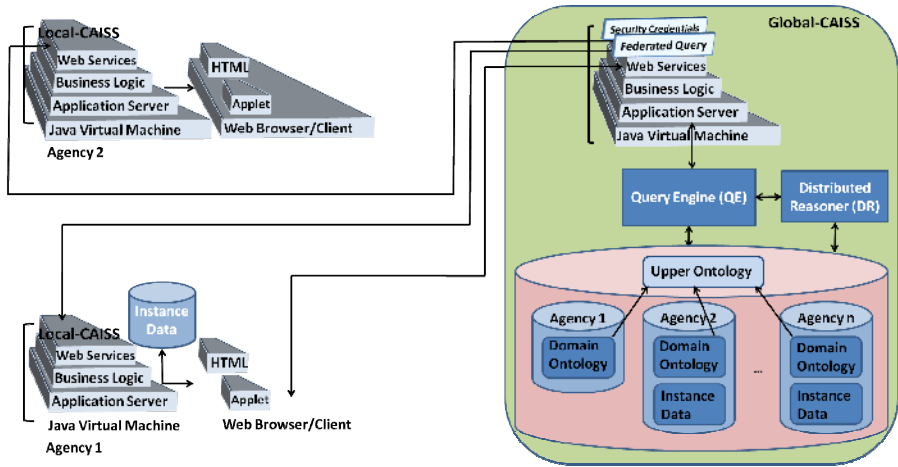 Local-CAISS
Web Services
Business Logic
Application Server
Java Virtual Machine
Agency 2
HTML
Applet
Web Browser/Client
Global-CAISS
Security Credentials
Federated Query
Web Services
Business Logic
Application Server
Java Virtual Machine
Query Engine (QE)
Distributed
Reasoner (DR)
Upper Ontology
Agency 1
Domain
Ontology
Agency 2
Domain
Ontology
Instance
Data
...
Agency n
Domain
Ontology
Instance
Data
Instance
Data
Local-CAISS
Web Services
Business Logic
Application Server
Java Virtual Machine
Agency 1
HTML
Applet
Web Browser/Client